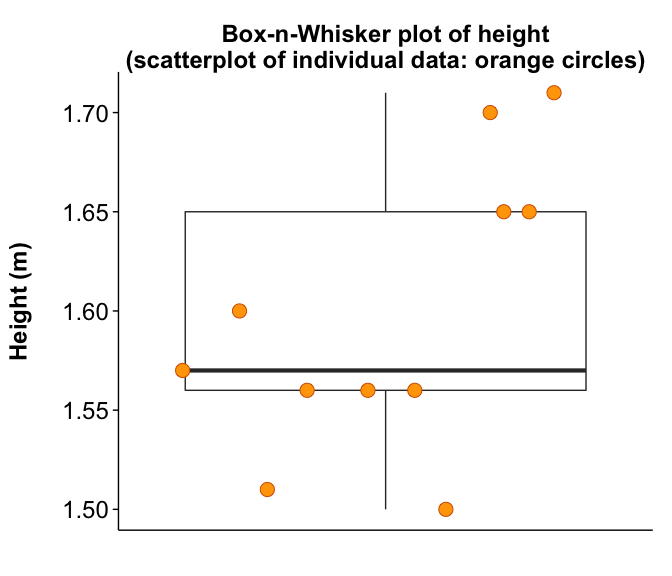 Box-n-Whisker plot of height
(scatterplot of individual data: orange circles)
1.70
1.65
1.60
1.55
1.50
Height (m)